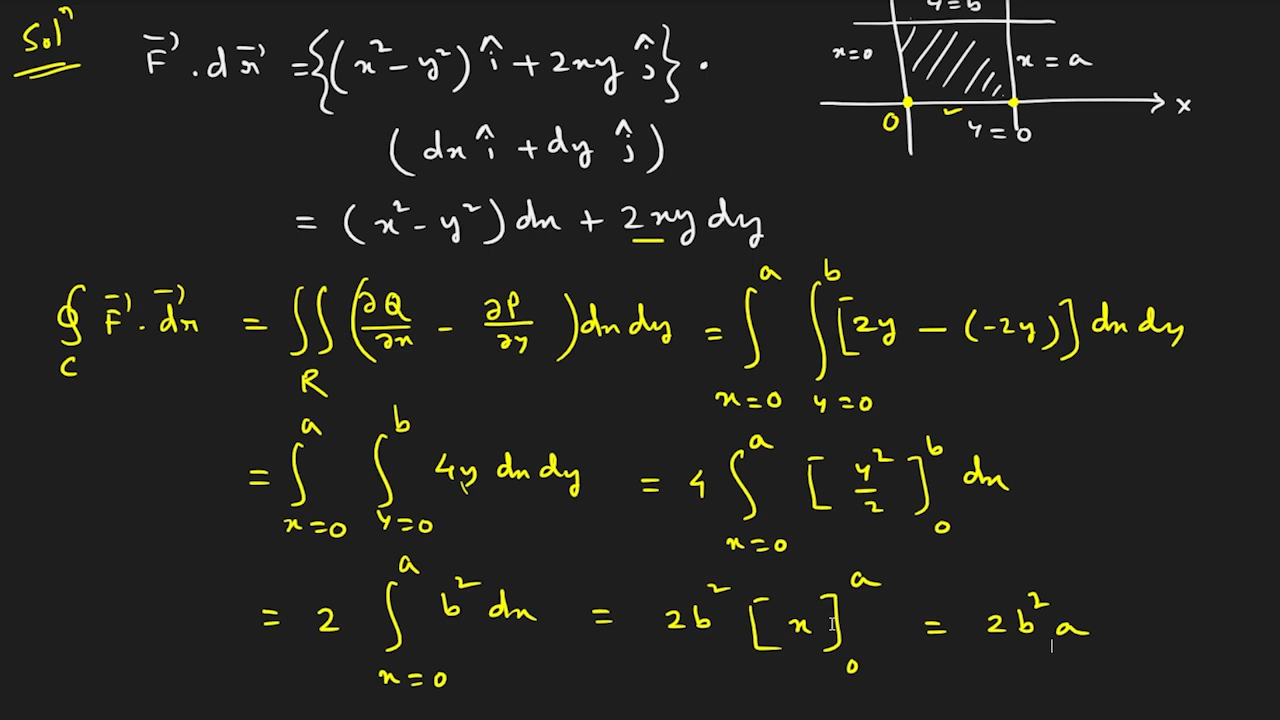 Solⁿ
F⃗ . dr⃗ = {(x² − y²) î + 2xy ĵ} .
(dx î + dy ĵ)
= (x² − y²) dx + 2xy dy
y = b
x=0
x = a
O
y = 0
x
∮_C F⃗ . dr⃗ = ∬_R (∂Q/∂x − ∂P/∂y) dx dy = ∫_{x=0}^{a} ∫_{y=0}^{b} [2y − (−2y)] dx dy
= ∫_{x=0}^{a} ∫_{y=0}^{b} 4y dx dy = 4 ∫_{x=0}^{a} [y²/2]_0^b dx
= 2 ∫_{x=0}^{a} b² dx = 2b² [x]_0^a = 2b²a